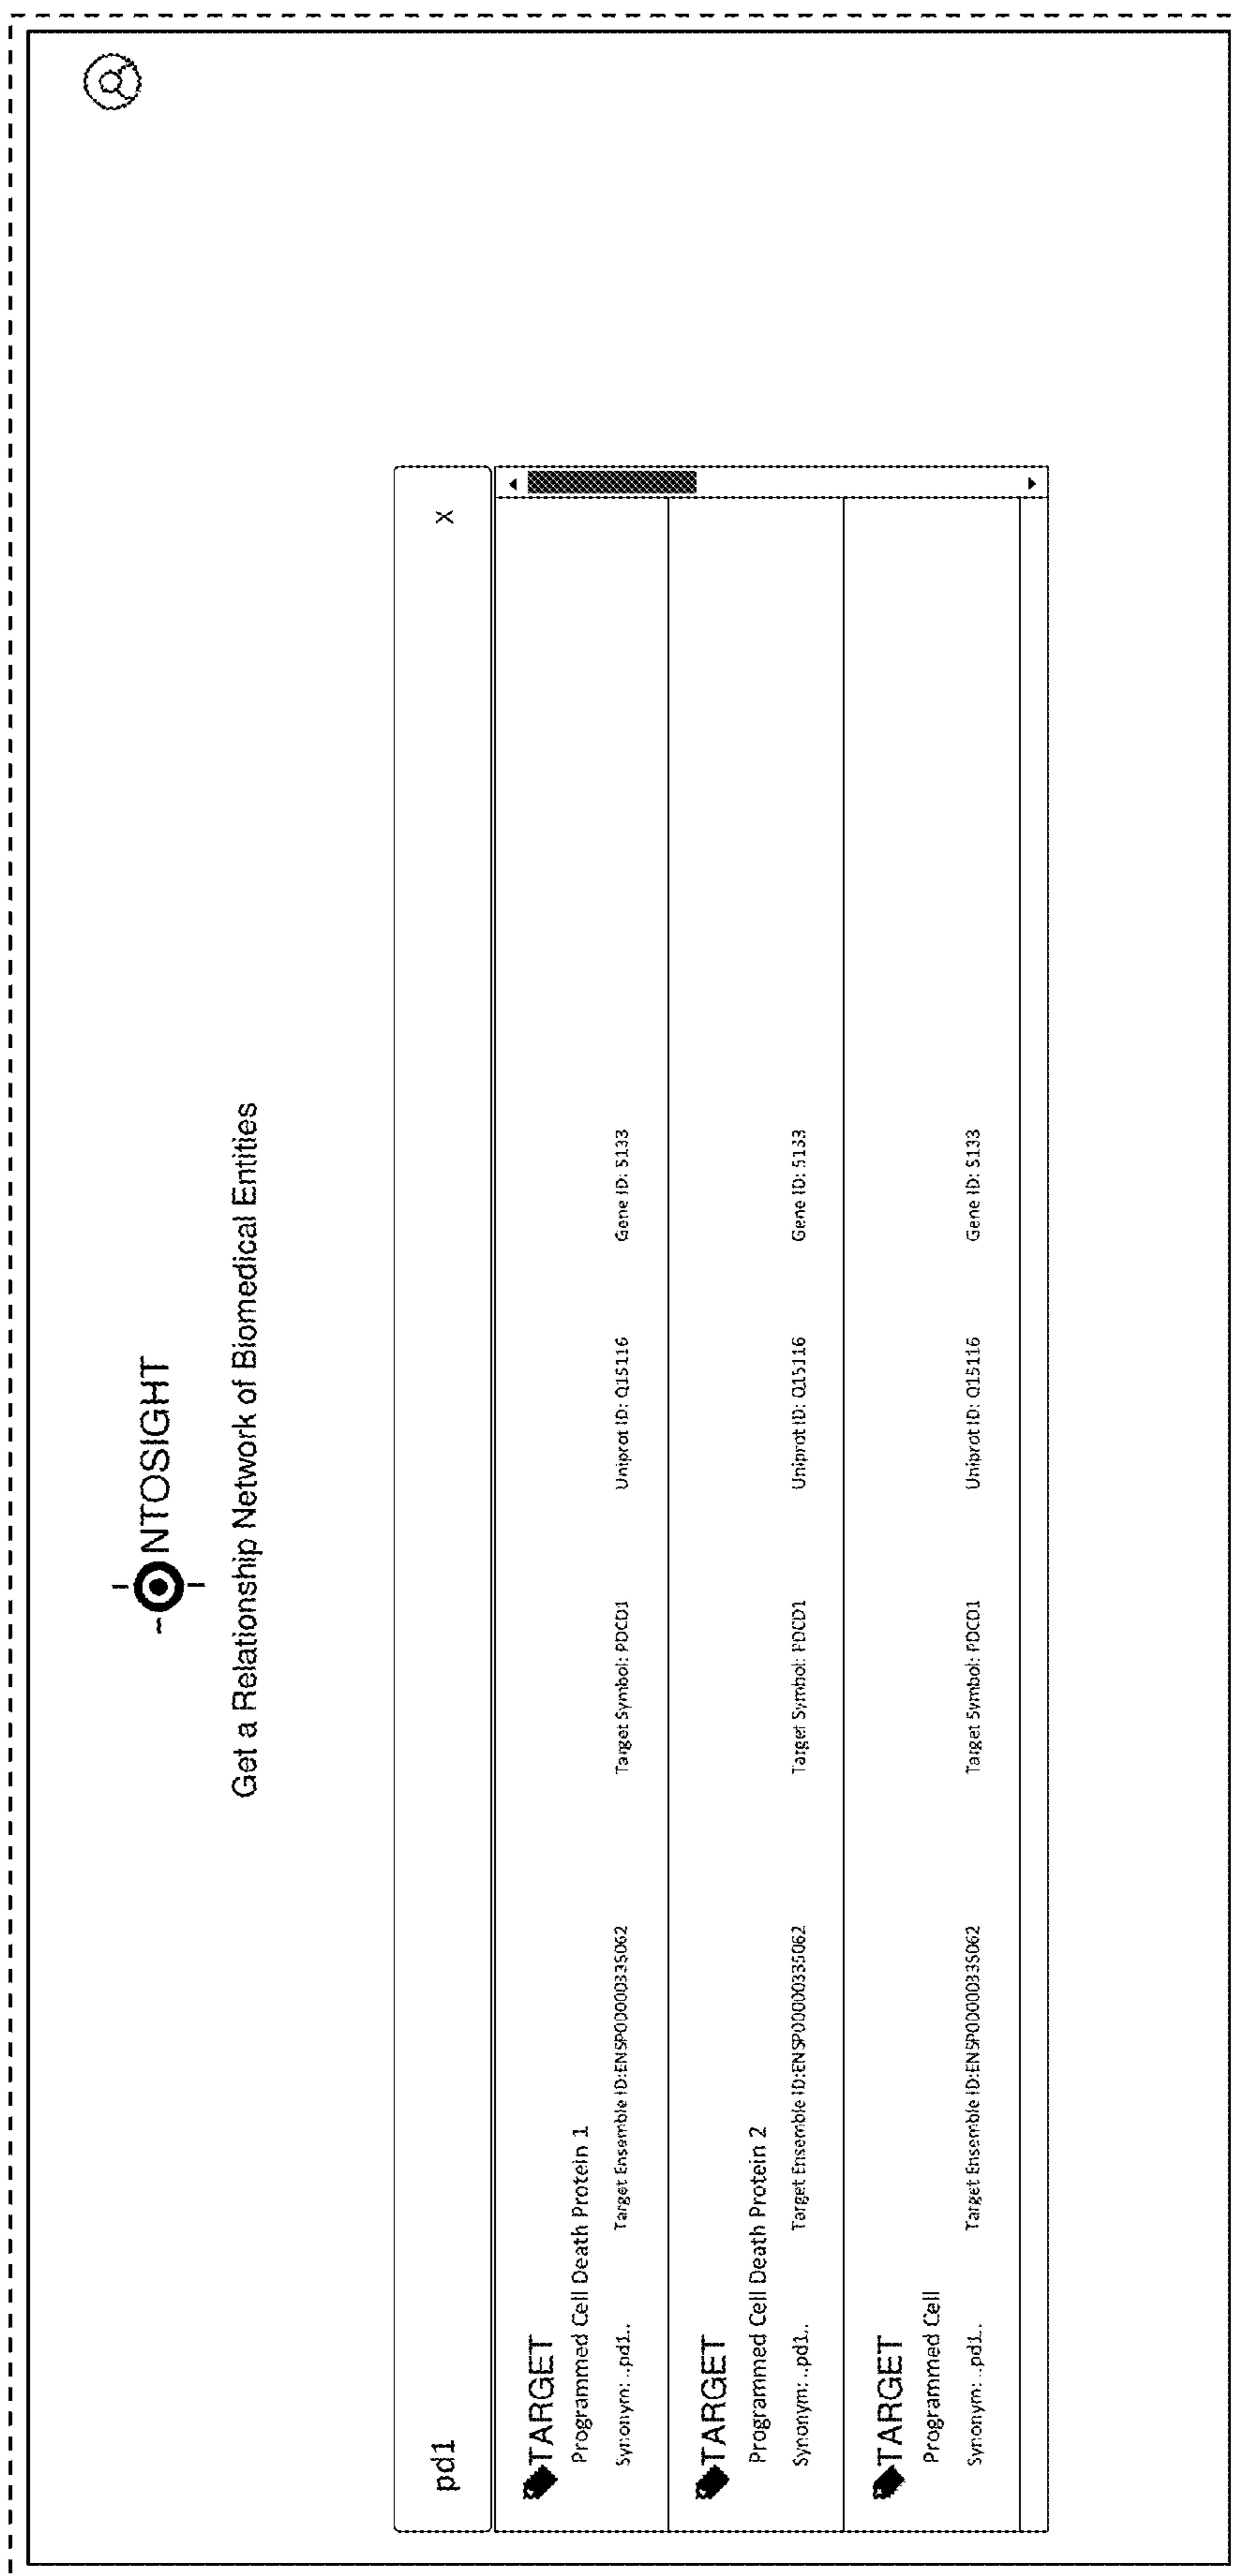 ONTOSIGHT
Get a Relationship Network of Biomedical Entities
pd1 X
TARGET
Programmed Cell Death Protein 1
Synonym: ..pd1.. Target Ensemble ID:ENSP00000335062 Target Symbol: PDCD1 Uniprot ID: Q15116 Gene ID: 5133
TARGET
Programmed Cell Death Protein 2
Synonym: ..pd1.. Target Ensemble ID:ENSP00000335062 Target Symbol: PDCD1 Uniprot ID: Q15116 Gene ID: 5133
TARGET
Programmed Cell
Synonym: ..pd1.. Target Ensemble ID:ENSP00000335062 Target Symbol: PDCD1 Uniprot ID: Q15116 Gene ID: 5133